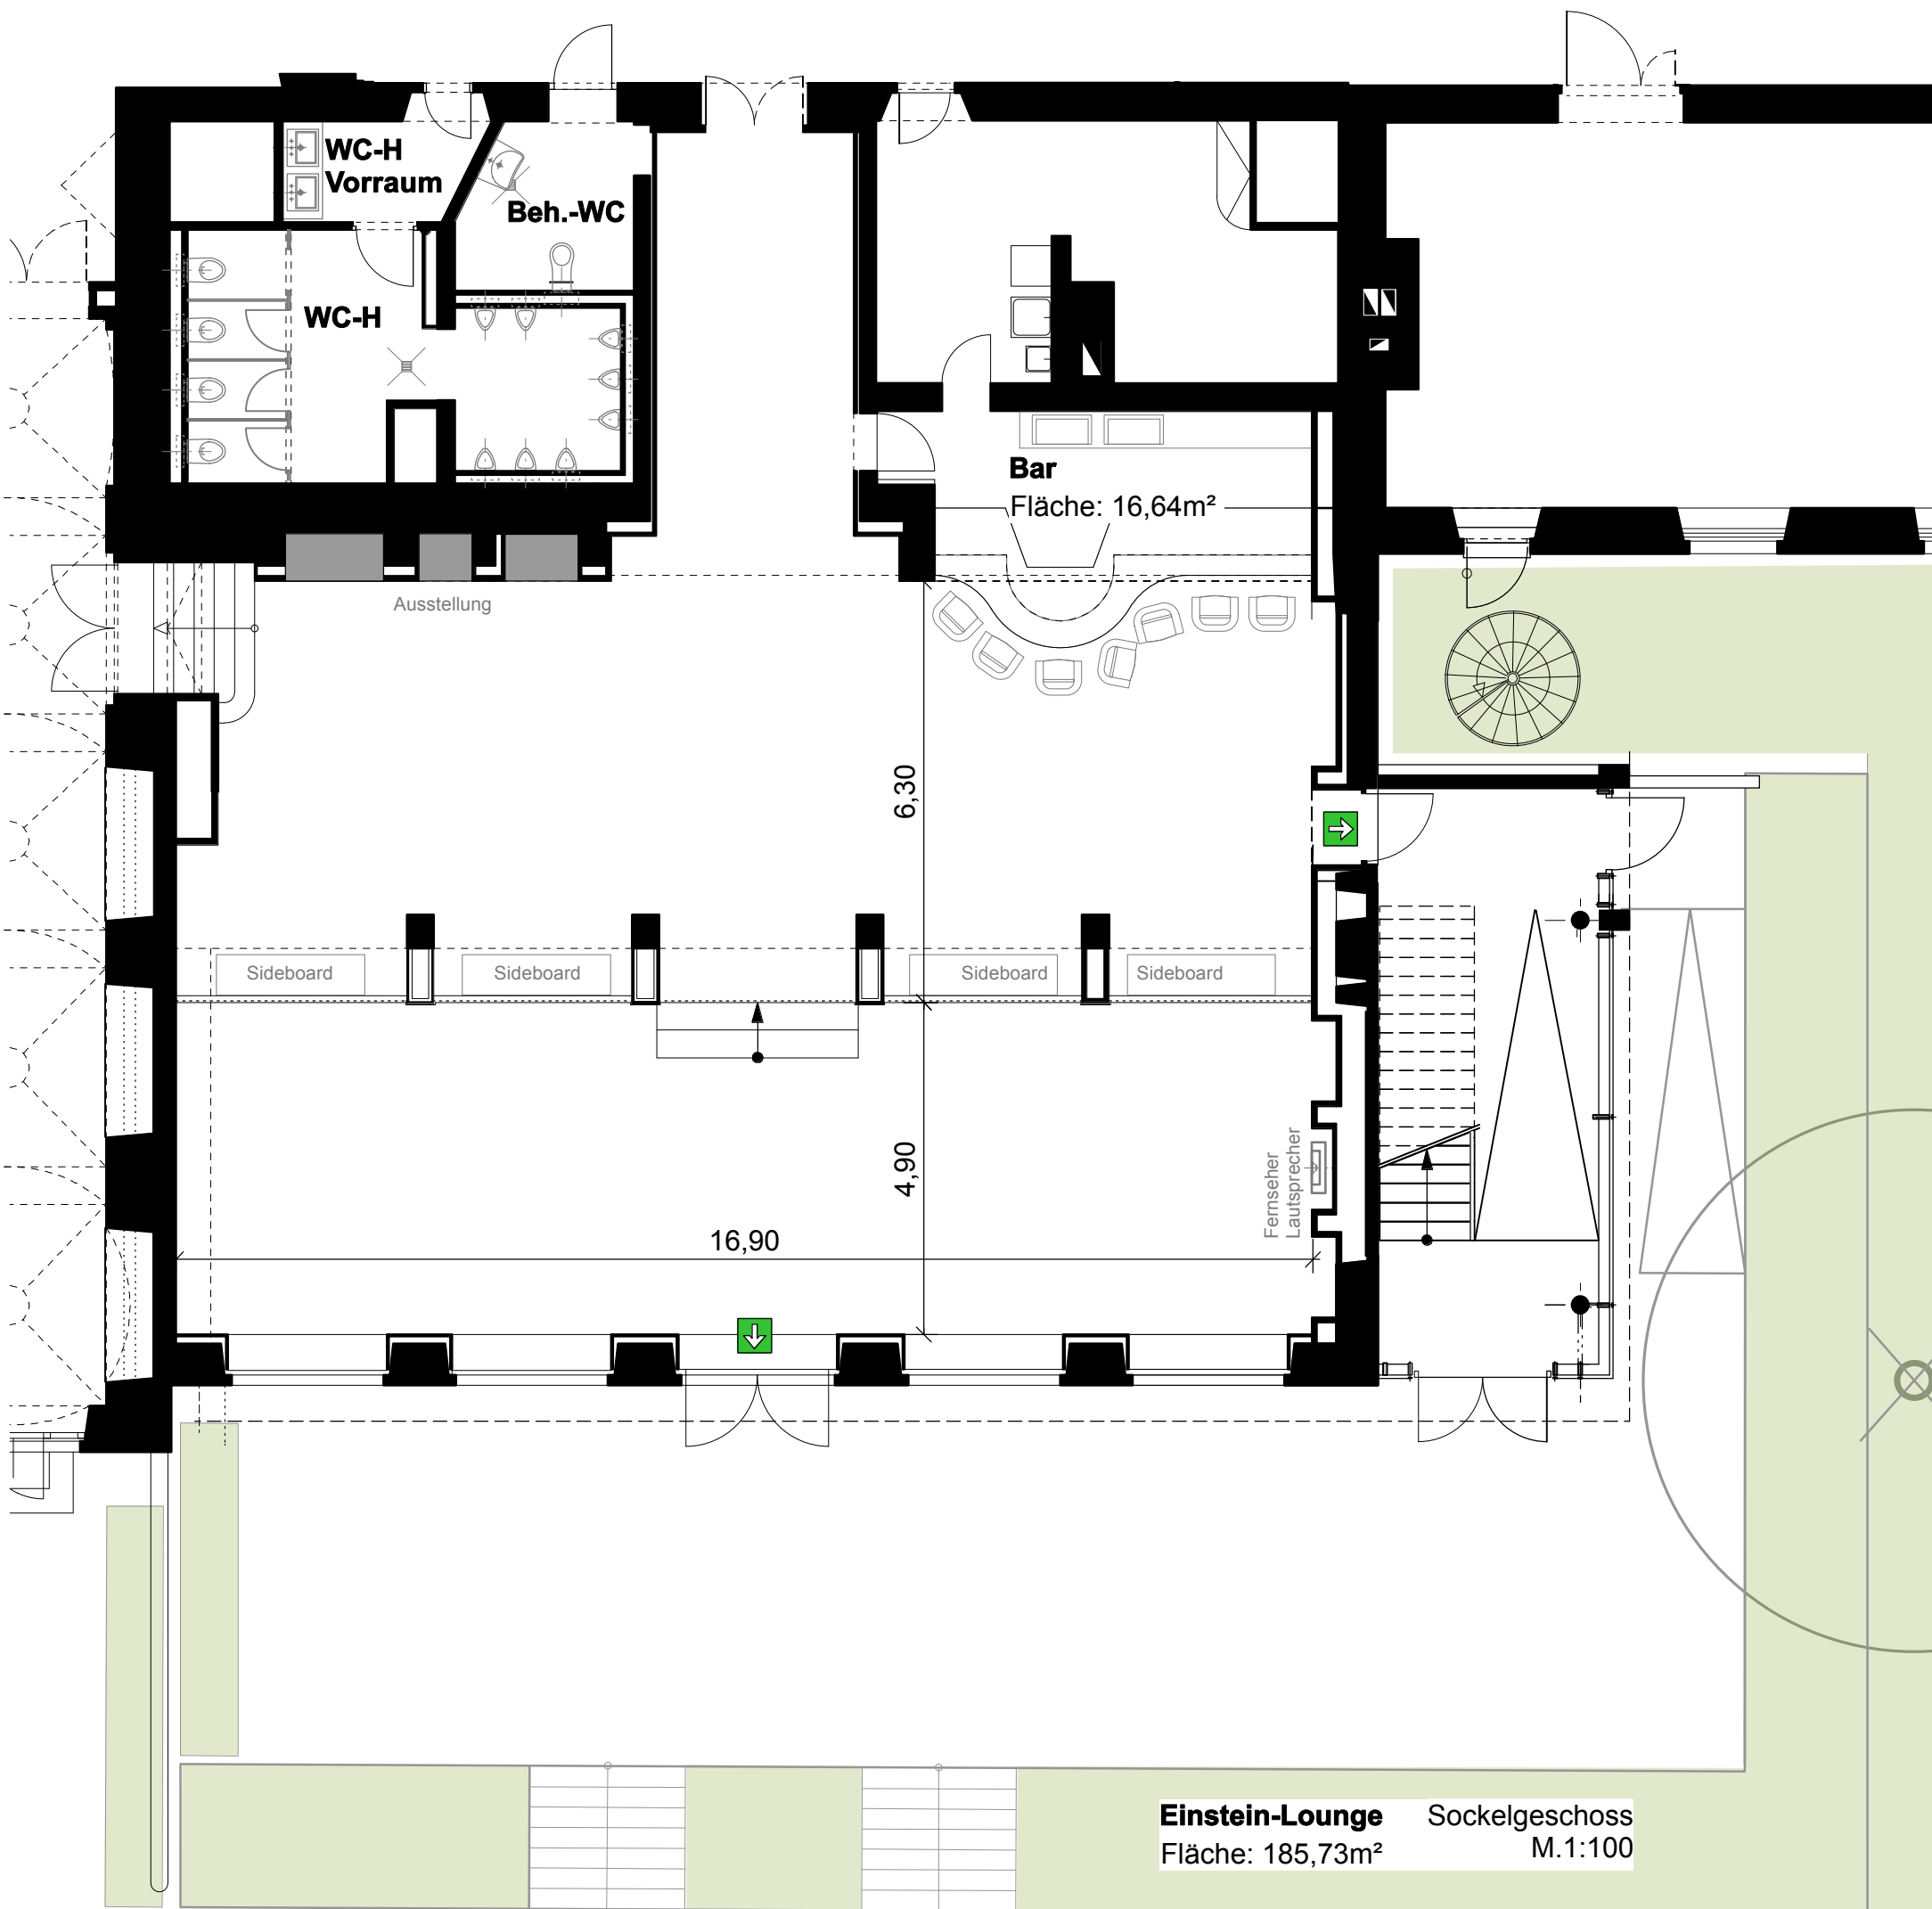 WC-H
Vorraum
Beh.-WC
WC-H
Bar
Fläche: 16,64m²
Ausstellung
6,30
Sideboard
Sideboard
Sideboard
Sideboard
4,90
Fernseher
Lautsprecher
16,90
Einstein-Lounge
Sockelgeschoss
Fläche: 185,73m²
M.1:100